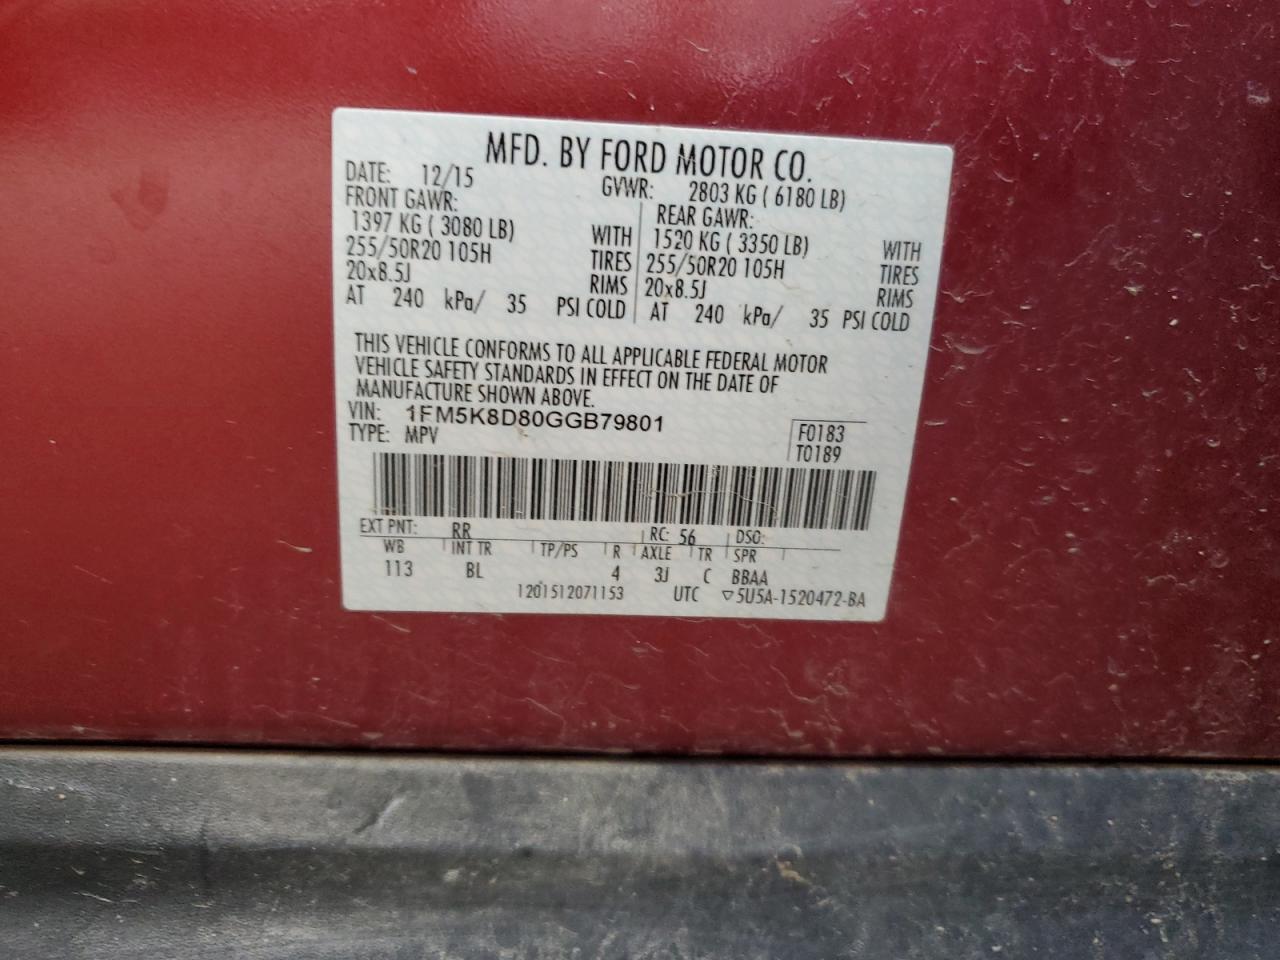 MFD. BY FORD MOTOR CO.
DATE: 12/15 GVWR: 2803 KG ( 6180 LB)
FRONT GAWR: REAR GAWR:
1397 KG ( 3080 LB) WITH 1520 KG ( 3350 LB) WITH
255/50R20 105H TIRES 255/50R20 105H TIRES
20x8.5J RIMS 20x8.5J RIMS
AT 240 kPa/ 35 PSI COLD AT 240 kPa/ 35 PSI COLD
THIS VEHICLE CONFORMS TO ALL APPLICABLE FEDERAL MOTOR
VEHICLE SAFETY STANDARDS IN EFFECT ON THE DATE OF
MANUFACTURE SHOWN ABOVE.
VIN: 1FM5K8D80GGB79801 F0183
TYPE: MPV T0189
EXT PNT: RR RC: 56 DSO:
WB INT TR TP/PS R AXLE TR SPR
113 BL 4 3J C BBAA
1201512071153 UTC ▽5U5A-1520472-BA